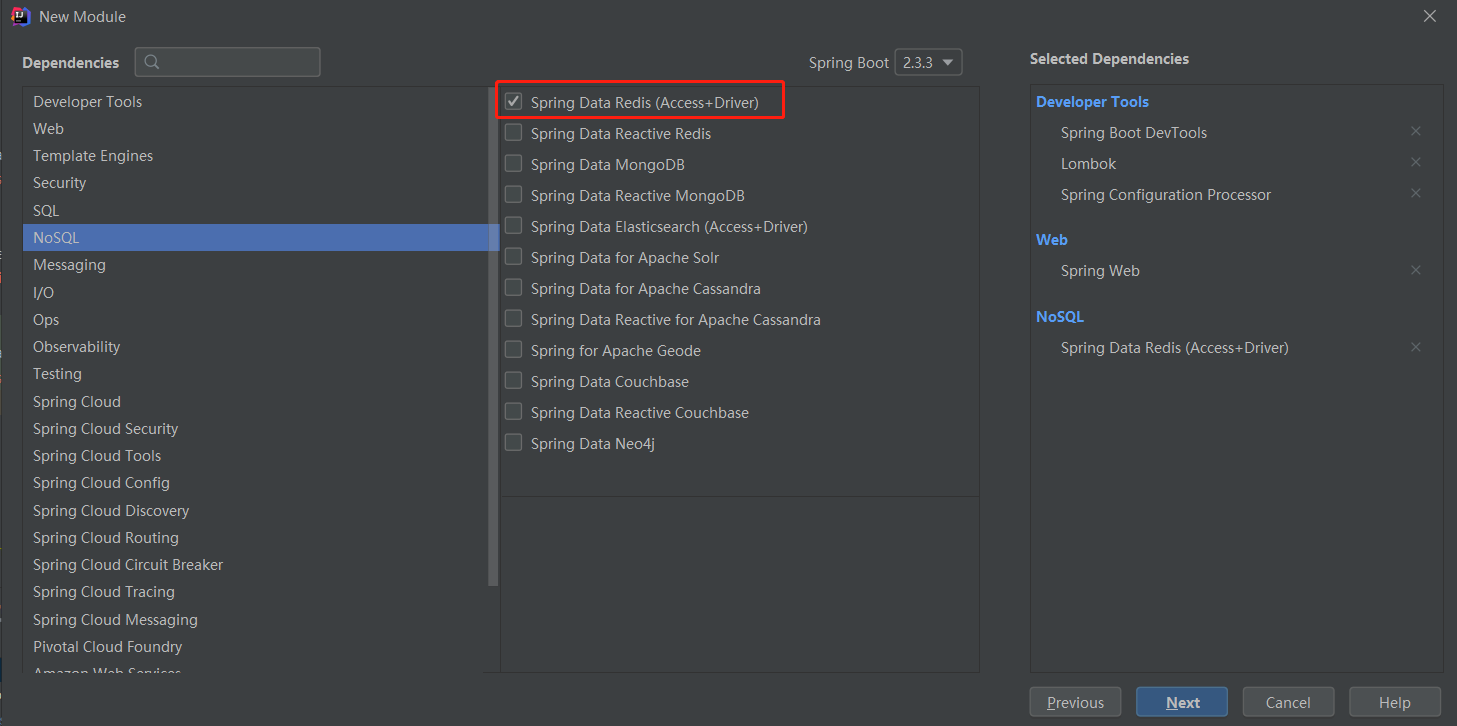 New Module
Dependencies
Spring Boot 2.3.3
Selected Dependencies
Developer Tools
Web
Template Engines
Security
SQL
NoSQL
Messaging
I/O
Ops
Observability
Testing
Spring Cloud
Spring Cloud Security
Spring Cloud Tools
Spring Cloud Config
Spring Cloud Discovery
Spring Cloud Routing
Spring Cloud Circuit Breaker
Spring Cloud Tracing
Spring Cloud Messaging
Pivotal Cloud Foundry
Amazon Web Services
Spring Data Redis (Access+Driver)
Spring Data Reactive Redis
Spring Data MongoDB
Spring Data Reactive MongoDB
Spring Data Elasticsearch (Access+Driver)
Spring Data for Apache Solr
Spring Data for Apache Cassandra
Spring Data Reactive for Apache Cassandra
Spring for Apache Geode
Spring Data Couchbase
Spring Data Reactive Couchbase
Spring Data Neo4j
Developer Tools
Spring Boot DevTools
Lombok
Spring Configuration Processor
Web
Spring Web
NoSQL
Spring Data Redis (Access+Driver)
Previous
Next
Cancel
Help